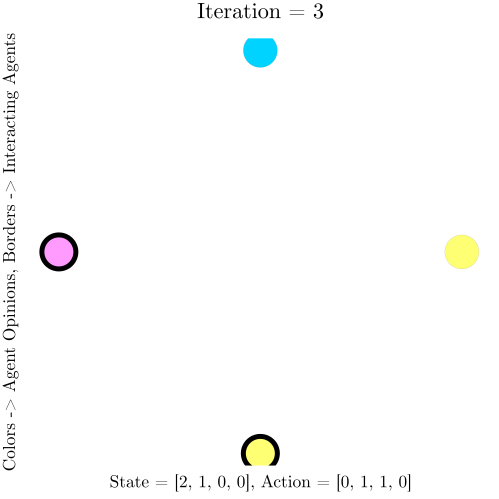 Iteration = 3
Colors -> Agent Opinions, Borders -> Interacting Agents
State = [2, 1, 0, 0], Action = [0, 1, 1, 0]